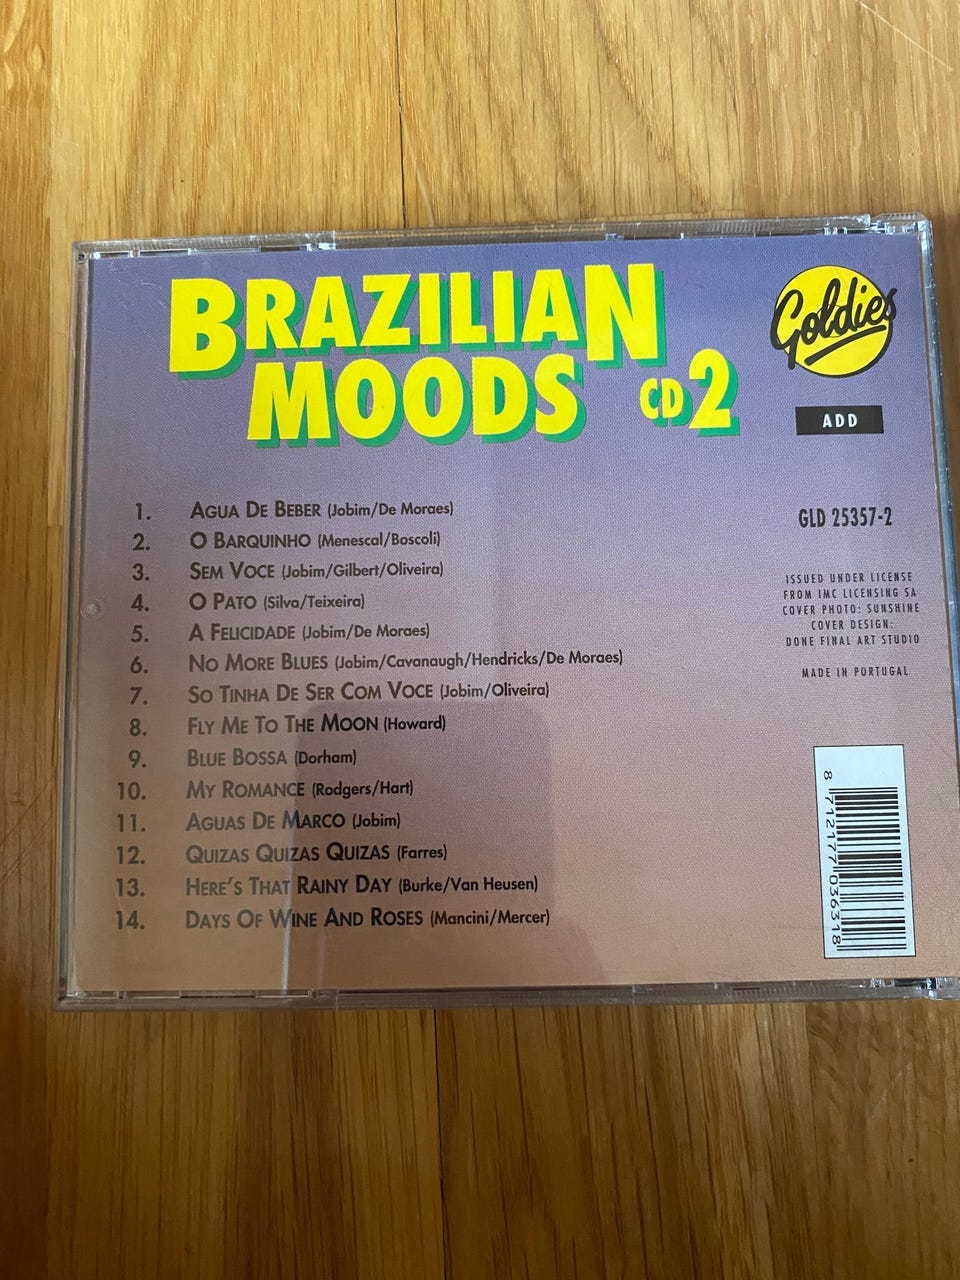 BRAZILIAN
MOODS CD2
Goldies
ADD
1. AGUA DE BEBER (Jobim/De Moraes)
2. O BARQUINHO (Menescal/Boscoli)
3. SEM VOCE (Jobim/Gilbert/Oliveira)
4. O PATO (Silva/Teixeira)
5. A FELICIDADE (Jobim/De Moraes)
6. NO MORE BLUES (Jobim/Cavanaugh/Hendricks/De Moraes)
7. SO TINHA DE SER COM VOCE (Jobim/Oliveira)
8. FLY ME TO THE MOON (Howard)
9. BLUE BOSSA (Dorham)
10. MY ROMANCE (Rodgers/Hart)
11. AGUAS DE MARCO (Jobim)
12. QUIZAS QUIZAS QUIZAS (Farres)
13. HERE'S THAT RAINY DAY (Burke/Van Heusen)
14. DAYS OF WINE AND ROSES (Mancini/Mercer)
GLD 25357-2
ISSUED UNDER LICENSE
FROM IMC LICENSING SA
COVER PHOTO: SUNSHINE
COVER DESIGN:
DONE FINAL ART STUDIO
MADE IN PORTUGAL
8 712177 036318